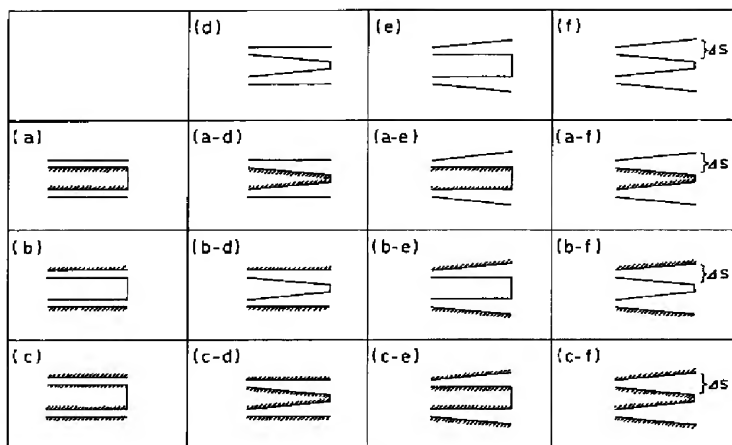 (d) (e) (f) ΔS
(a) (a-d) (a-e) (a-f) ΔS
(b) (b-d) (b-e) (b-f) ΔS
(c) (c-d) (c-e) (c-f) ΔS